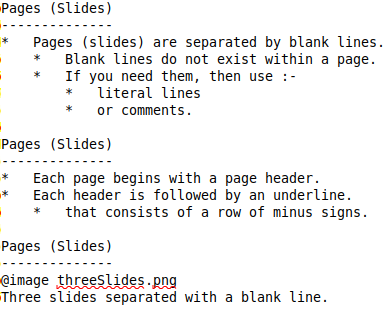 Pages (Slides)
--------------
*   Pages (slides) are separated by blank lines.
    *   Blank lines do not exist within a page.
    *   If you need them, then use :-
        *   literal lines
        *   or comments.

Pages (Slides)
--------------
*   Each page begins with a page header.
*   Each header is followed by an underline.
    *   that consists of a row of minus signs.

Pages (Slides)
--------------
@image threeSlides.png
Three slides separated with a blank line.